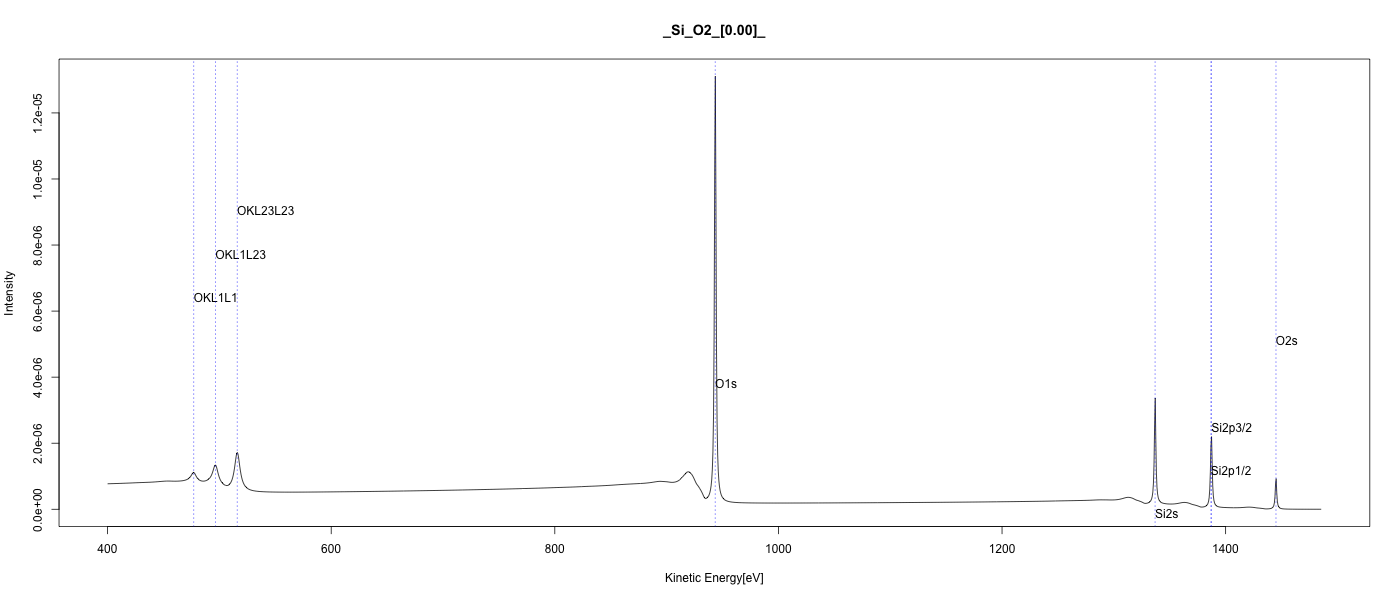 _Si_O2_[0.00]_
Intensity
1.2e-05
1.0e-05
8.0e-06
6.0e-06
4.0e-06
2.0e-06
0.0e+00
OKL23L23
OKL1L23
OKL1L1
O2s
O1s
Si2p3/2
Si2p1/2
Si2s
400 600 800 1000 1200 1400
Kinetic Energy[eV]